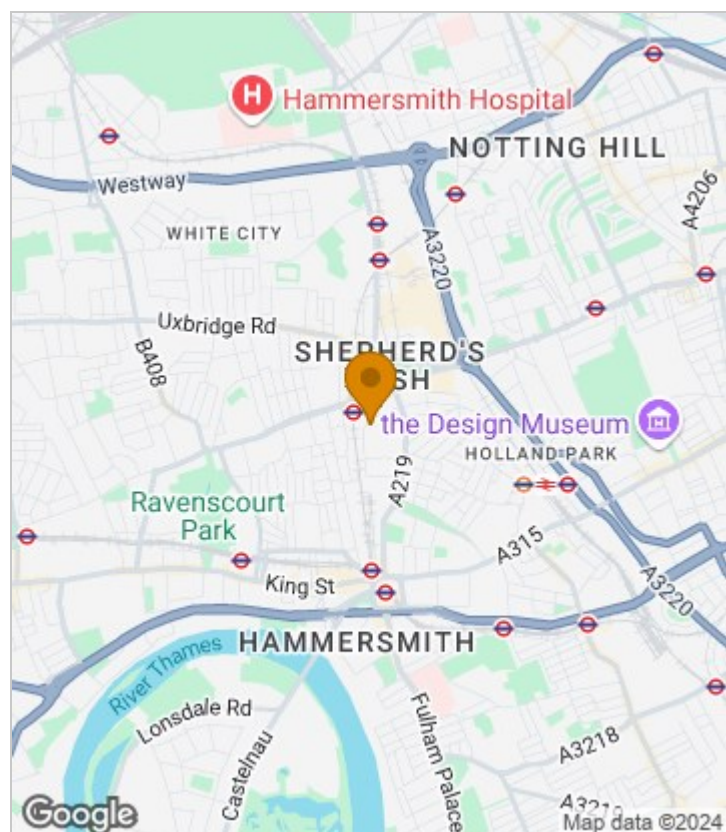 Hammersmith Hospital
NOTTING HILL
Westway
A4206
WHITE CITY
A3220
Uxbridge Rd
B408
SHEPHERD'S
the Design Museum
HOLLAND PARK
A219
Ravenscourt
Park
A315
King St
A3220
HAMMERSMITH
River Thames
Lonsdale Rd
Castelnau
Fulham Palace
A3218
Google
Map data ©2024